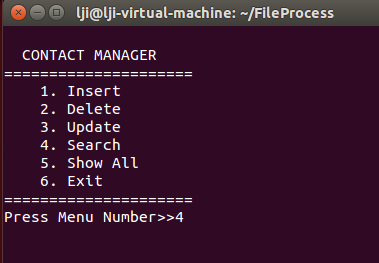 lji@lji-virtual-machine: ~/FileProcess
CONTACT MANAGER
=====================
1. Insert
2. Delete
3. Update
4. Search
5. Show All
6. Exit
=====================
Press Menu Number>>4